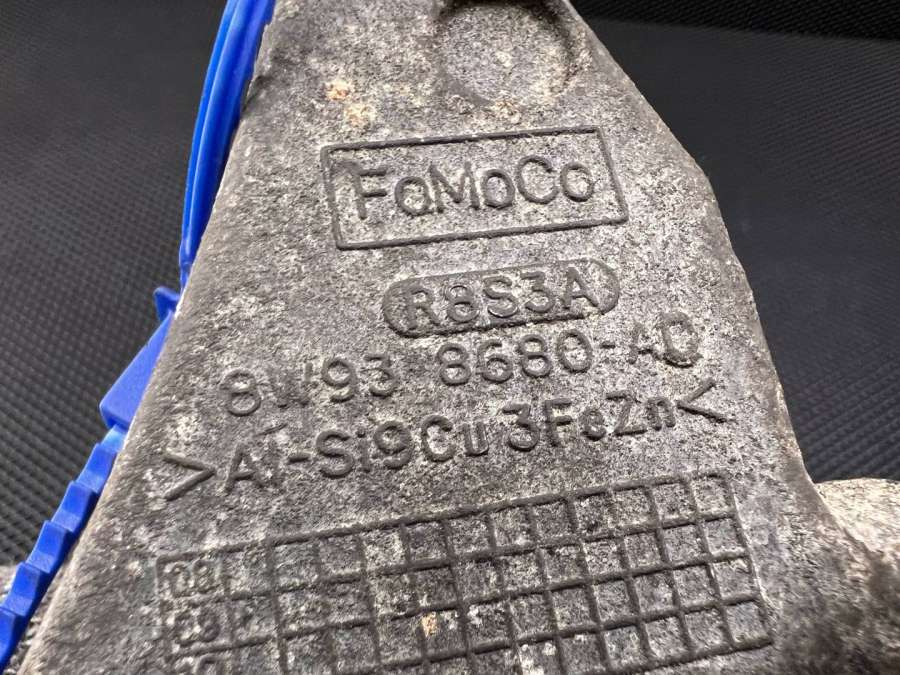 FoMoCo
R8S3A
8W93 8680-AD
>Al-Si9Cu3FeZn<